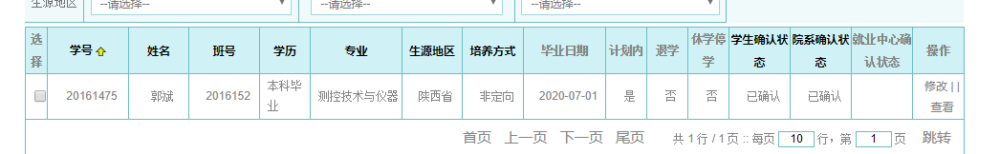 生源地区 --请选择-- --请选择-- --请选择--
选择 学号 姓名 班号 学历 专业 生源地区 培养方式 毕业日期 计划内 退学 休学停学 学生确认状态 院系确认状态 就业中心确认状态 操作
20161475 郭斌 2016152 本科毕业 测控技术与仪器 陕西省 非定向 2020-07-01 是 否 否 已确认 已确认 修改 | | 查看
首页 上一页 下一页 尾页 共 1 行 / 1 页 :: 每页 10 行，第 1 页 跳转